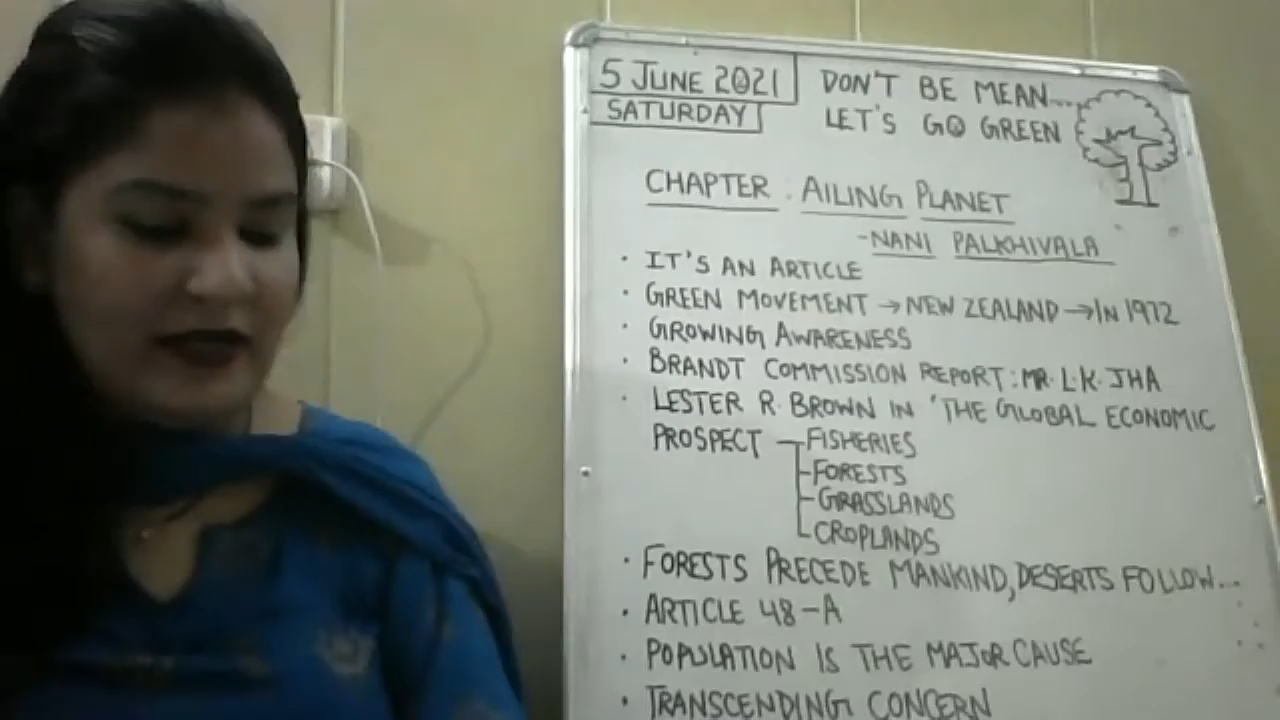 5 JUNE 2021
SATURDAY
DON'T BE MEAN...
LET'S GO GREEN
CHAPTER : AILING PLANET
-NANI PALKHIVALA
• IT'S AN ARTICLE
• GREEN MOVEMENT → NEW ZEALAND → IN 1972
• GROWING AWARENESS
• BRANDT COMMISSION REPORT : MR. L.K. JHA
• LESTER R. BROWN IN 'THE GLOBAL ECONOMIC
PROSPECT
FISHERIES
FORESTS
GRASSLANDS
CROPLANDS
• FORESTS PRECEDE MANKIND, DESERTS FOLLOW...
• ARTICLE 48-A
• POPULATION IS THE MAJOR CAUSE
• TRANSCENDING CONCERN